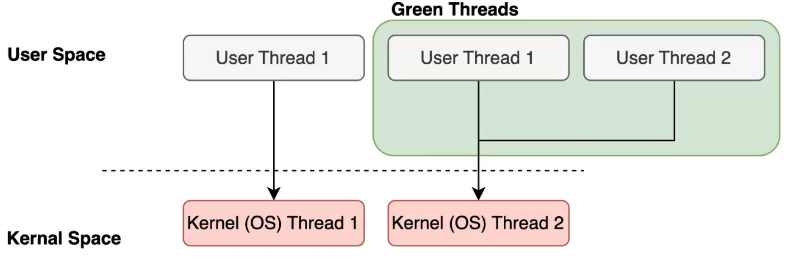 Green Threads
User Space
User Thread 1
User Thread 1
User Thread 2
Kernel (OS) Thread 1
Kernel (OS) Thread 2
Kernal Space